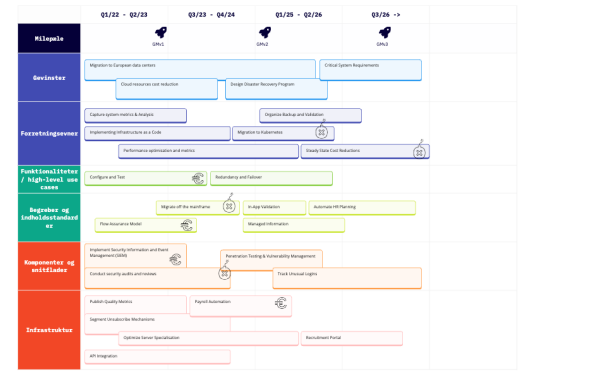 Q1/22 - Q2/23
Q3/23 - Q4/24
Q1/25 - Q2/26
Q3/26 ->
Milepæle
GMv1
GMv2
GMv3
Gevinster
Migration to European data centers
Critical System Requirements
Cloud resources cost reduction
Design Disaster Recovery Program
Forretningsevner
Capture system metrics & Analysis
Organize Backup and Validation
Implementing Infrastructure as a Code
Migration to Kubernetes
Performance optimisation and metrics
Steady State Cost Reductions
Funktionaliteter
/ high-level use
cases
Configure and Test
Redundancy and Failover
Begreber og
indholdsstandard
er
Migrate off the mainframe
In-App Validation
Automate HR Planning
Flow Assurance Model
Managed Information
Komponenter og
snitflader
Implement Security Information and Event
Management (SIEM)
Penetration Testing & Vulnerability Management
Conduct security audits and reviews
Track Unusual Logins
Infrastruktur
Publish Quality Metrics
Payroll Automation
Segment Unsubscribe Mechanisms
Optimize Server Specialisation
Recruitment Portal
API Integration